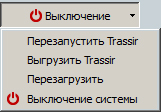 Выключение
Перезапустить Trassir
Выгрузить Trassir
Перезагрузить
Выключение системы